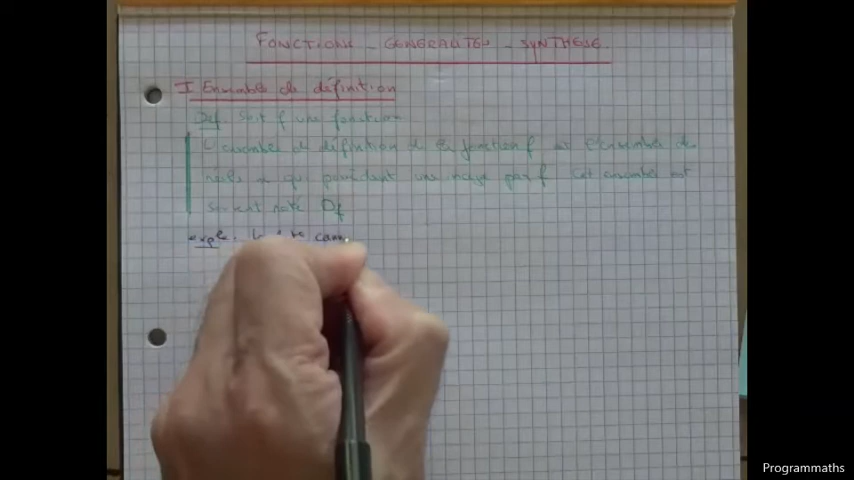 FONCTIONS - GENERALITES - SYNTHESE
I Ensemble de définition
Def. Soit f une fonction
L'ensemble de définition de la fonction f est l'ensemble des
réels x qui possèdent une image par f. Cet ensemble est
souvent noté Df
exple.
Programmaths